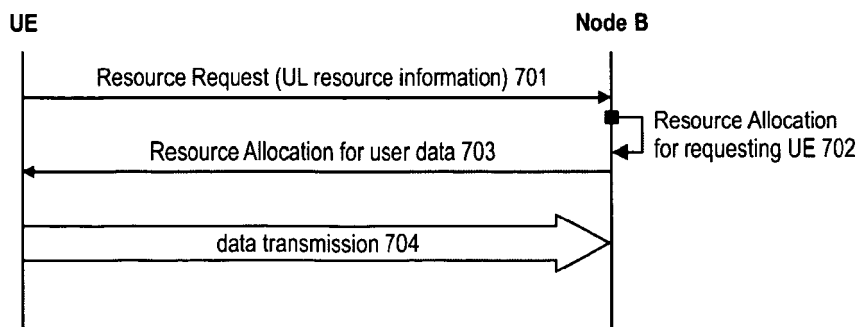 UE
Node B
Resource Request (UL resource information) 701
Resource Allocation
for requesting UE 702
Resource Allocation for user data 703
data transmission 704